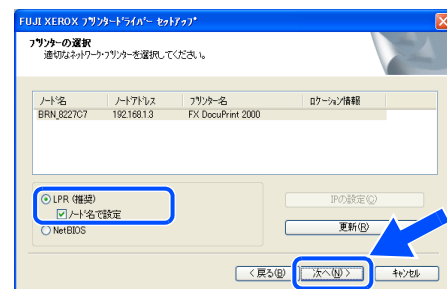 FUJI XEROX プリンタードライバー セットアップ
プリンターの選択
適切なネットワーク・プリンターを選択してください。
ノード名 ノードアドレス プリンター名 ロケーション情報
BRN_8227C7 192.168.1.3 FX DocuPrint 2000
LPR (推奨)
ノード名で設定
NetBIOS
IPの設定(C)
更新(R)
< 戻る(B)
次へ(N) >
キャンセル